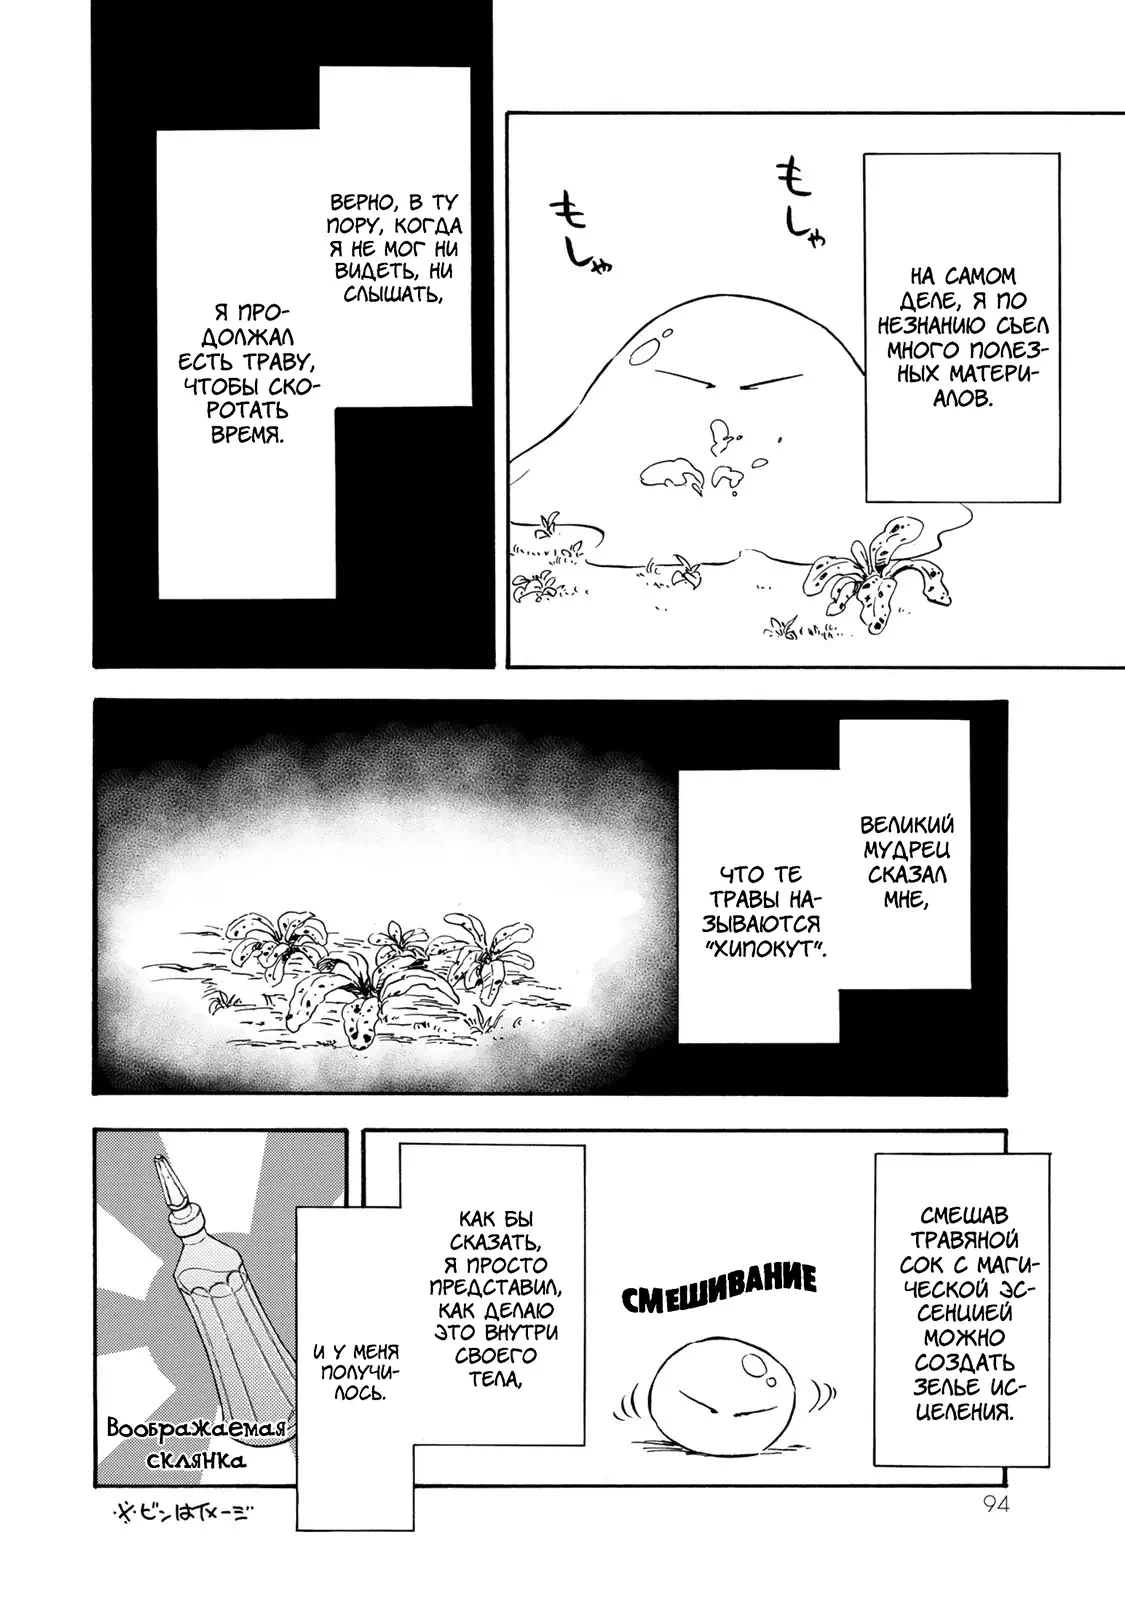 НА САМОМ
ДЕЛЕ, Я ПО
НЕЗНАНИЮ СЪЕЛ
МНОГО ПОЛЕЗ-
НЫХ МАТЕРИ-
АЛОВ.
もしゃ
もしゃ
ВЕРНО, В ТУ
ПОРУ, КОГДА
Я НЕ МОГ НИ
ВИДЕТЬ, НИ
СЛЫШАТЬ,
Я ПРО-
ДОЛЖАЛ
ЕСТЬ ТРАВУ,
ЧТОБЫ СКО-
РОТАТЬ
ВРЕМЯ.
ВЕЛИКИЙ
МУДРЕЦ
СКАЗАЛ
МНЕ,
ЧТО ТЕ
ТРАВЫ НА-
ЗЫВАЮТСЯ
"ХИПОКУТ".
СМЕШАВ
ТРАВЯНОЙ
СОК С МАГИ-
ЧЕСКОЙ ЭС-
СЕНЦИЕЙ
МОЖНО
СОЗДАТЬ
ЗЕЛЬЕ ИС-
ЦЕЛЕНИЯ.
СМЕШИВАНИЕ
КАК БЫ
СКАЗАТЬ,
Я ПРОСТО
ПРЕДСТАВИЛ,
КАК ДЕЛАЮ
ЭТО ВНУТРИ
СВОЕГО
ТЕЛА,
И У МЕНЯ
ПОЛУЧИ-
ЛОСЬ.
Воображаемая
склянка
※ビンはイメージ
94